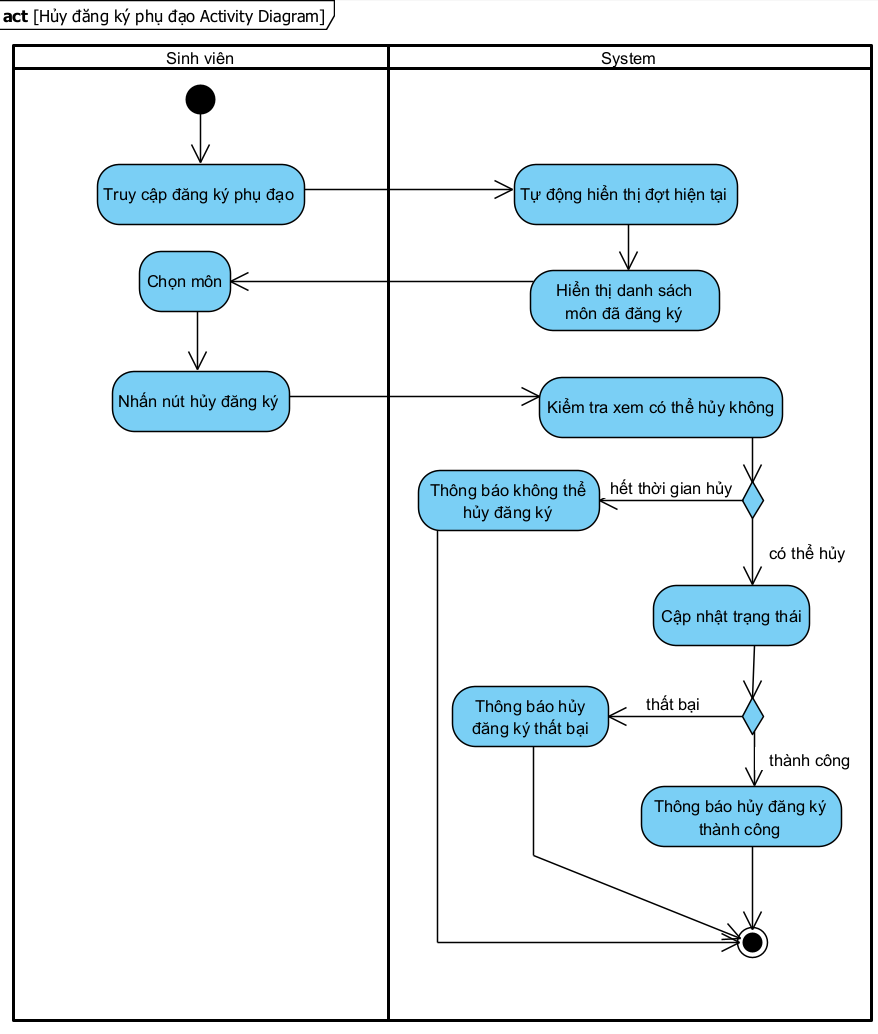 act [Hủy đăng ký phụ đạo Activity Diagram]
Sinh viên
System
Truy cập đăng ký phụ đạo
Tự động hiển thị đợt hiện tại
Chọn môn
Hiển thị danh sách
môn đã đăng ký
Nhấn nút hủy đăng ký
Kiểm tra xem có thể hủy không
Thông báo không thể
hủy đăng ký
hết thời gian hủy
có thể hủy
Cập nhật trạng thái
Thông báo hủy
đăng ký thất bại
thất bại
thành công
Thông báo hủy đăng ký
thành công